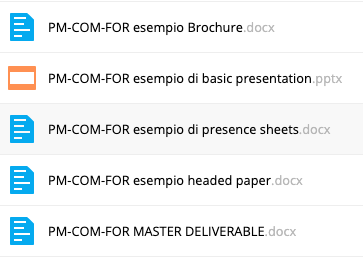 PM-COM-FOR esempio Brochure.docx
PM-COM-FOR esempio di basic presentation.pptx
PM-COM-FOR esempio di presence sheets.docx
PM-COM-FOR esempio headed paper.docx
PM-COM-FOR MASTER DELIVERABLE.docx